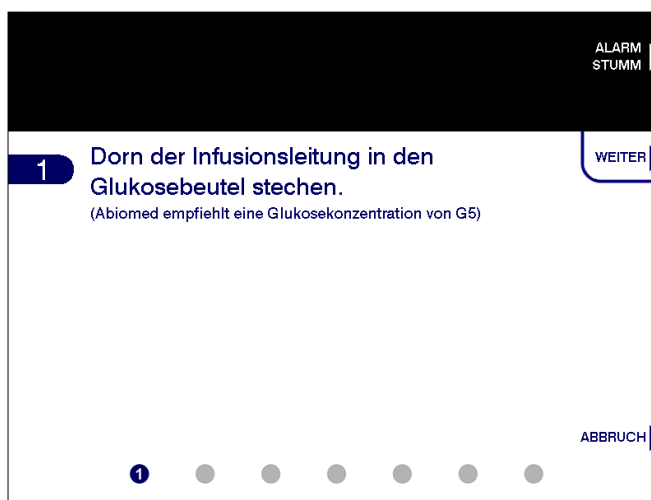 ALARM
STUMM
1
Dorn der Infusionsleitung in den
Glukosebeutel stechen.
(Abiomed empfiehlt eine Glukosekonzentration von G5)
WEITER
ABBRUCH
1